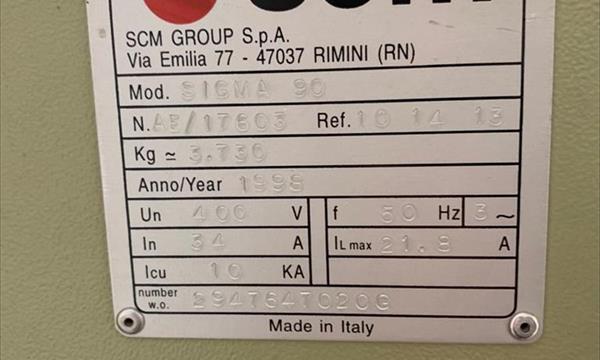 SCM GROUP S.p.A.
Via Emilia 77 - 47037 RIMINI (RN)
Mod. SIGMA 90
N. AB/17603 Ref. 10 14 13
Kg ≃ 3.730
Anno/Year 1998
Un 400 V f 50 Hz 3 ~
In 34 A IL max 21.8 A
Icu 10 KA
number w.o. 2947647020G
Made in Italy